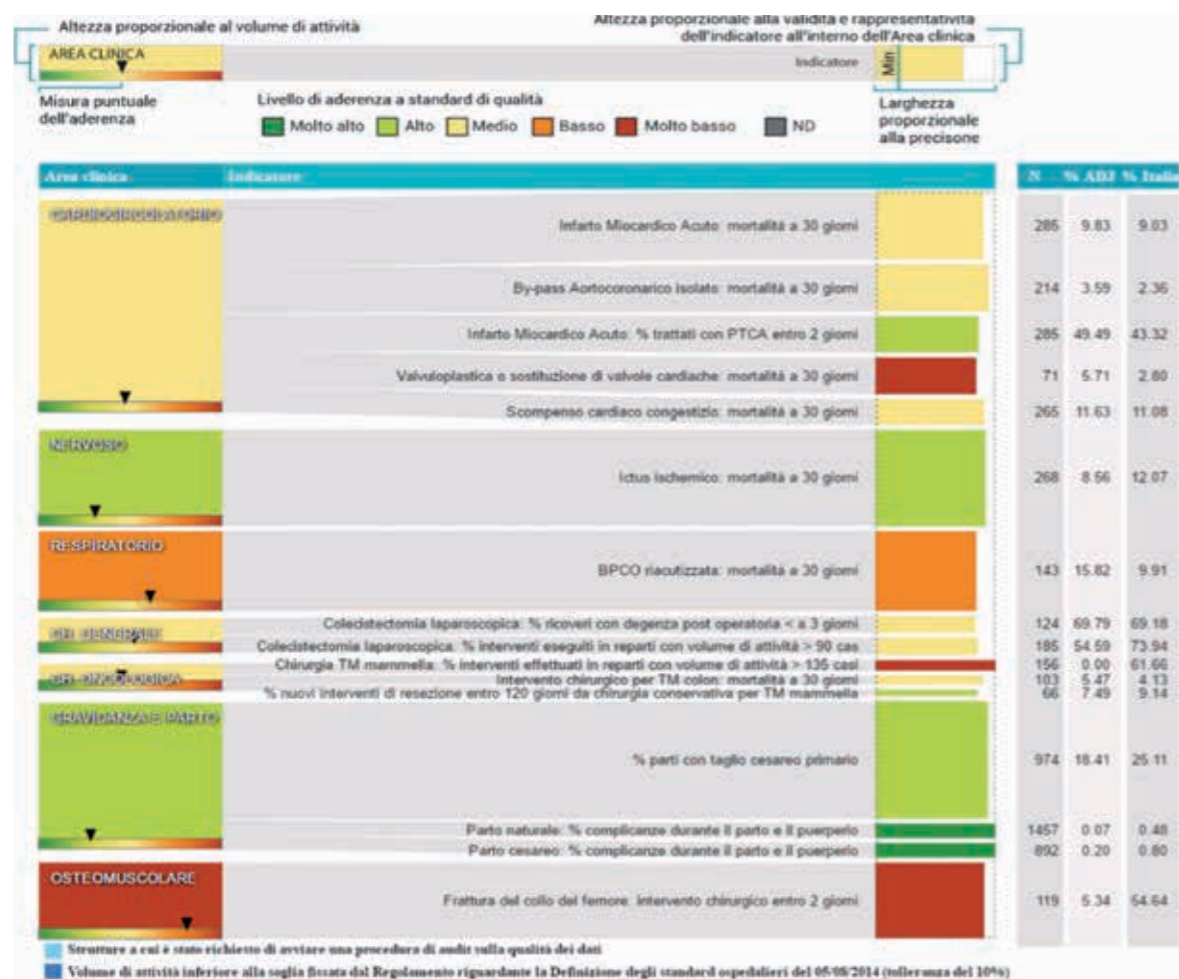 Altezza proporzionale al volume di attività
Altezza proporzionale alla validità e rappresentatività
dell'indicatore all'interno dell'Area clinica
AREA CLINICA
Indicatore
Min
Misura puntuale
dell'aderenza
Livello di aderenza a standard di qualità
Molto alto Alto Medio Basso Molto basso ND
Larghezza
proporzionale
alla precisone
Area clinica Indicatore N % ADJ % Italia
CARDIOCIRCOLATORIO
Infarto Miocardico Acuto: mortalità a 30 giorni 285 9.83 9.03
By-pass Aortocoronarico isolato: mortalità a 30 giorni 214 3.59 2.36
Infarto Miocardico Acuto: % trattati con PTCA entro 2 giorni 285 49.49 43.32
Valvuloplastica o sostituzione di valvole cardiache: mortalità a 30 giorni 71 5.71 2.80
Scompenso cardiaco congestizio: mortalità a 30 giorni 265 11.63 11.08
NERVOSO
Ictus ischemico: mortalità a 30 giorni 268 8.56 12.07
RESPIRATORIO
BPCO riacutizzata: mortalità a 30 giorni 143 15.82 9.91
CH. GENERALE
Colecistectomia laparoscopica: % ricoveri con degenza post operatoria < a 3 giorni 124 69.79 69.18
Colecistectomia laparoscopica: % interventi eseguiti in reparti con volume di attività > 90 cas 185 54.59 73.94
Chirurgia TM mammella: % interventi effettuati in reparti con volume di attività > 135 casi 156 0.00 61.66
CH. ONCOLOGICA
Intervento chirurgico per TM colon: mortalità a 30 giorni 103 5.47 4.13
% nuovi interventi di resezione entro 120 giorni da chirurgia conservativa per TM mammella 66 7.49 9.14
GRAVIDANZA E PARTO
% parti con taglio cesareo primario 974 18.41 25.11
Parto naturale: % complicanze durante il parto e il puerperio 1457 0.07 0.48
Parto cesareo: % complicanze durante il parto e il puerperio 892 0.20 0.80
OSTEOMUSCOLARE
Frattura del collo del femore: intervento chirurgico entro 2 giorni 119 5.34 54.64
Strutture a cui è stato richiesto di avviare una procedura di audit sulla qualità dei dati
Volume di attività inferiore alla soglia fissata dal Regolamento riguardante la Definizione degli standard ospedalieri del 05/08/2014 (tolleranza del 10%)